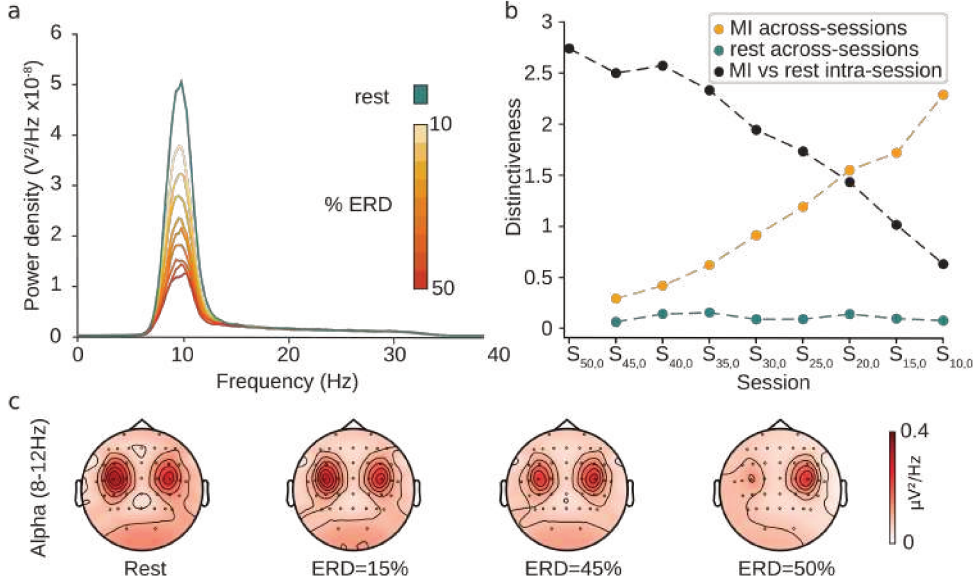 a
Power density (V²/Hz x10⁻⁸)
6
5
4
3
2
1
0
0
10
20
30
40
Frequency (Hz)
rest
% ERD
10
50
b
Distinctiveness
3
2.5
2
1.5
1
0.5
0
MI across-sessions
rest across-sessions
MI vs rest intra-session
S50,0
S45,0
S40,0
S35,0
S30,0
S25,0
S20,0
S15,0
S10,0
Session
c
Alpha (8-12Hz)
Rest
ERD=15%
ERD=45%
ERD=50%
0.4
0
μV²/Hz